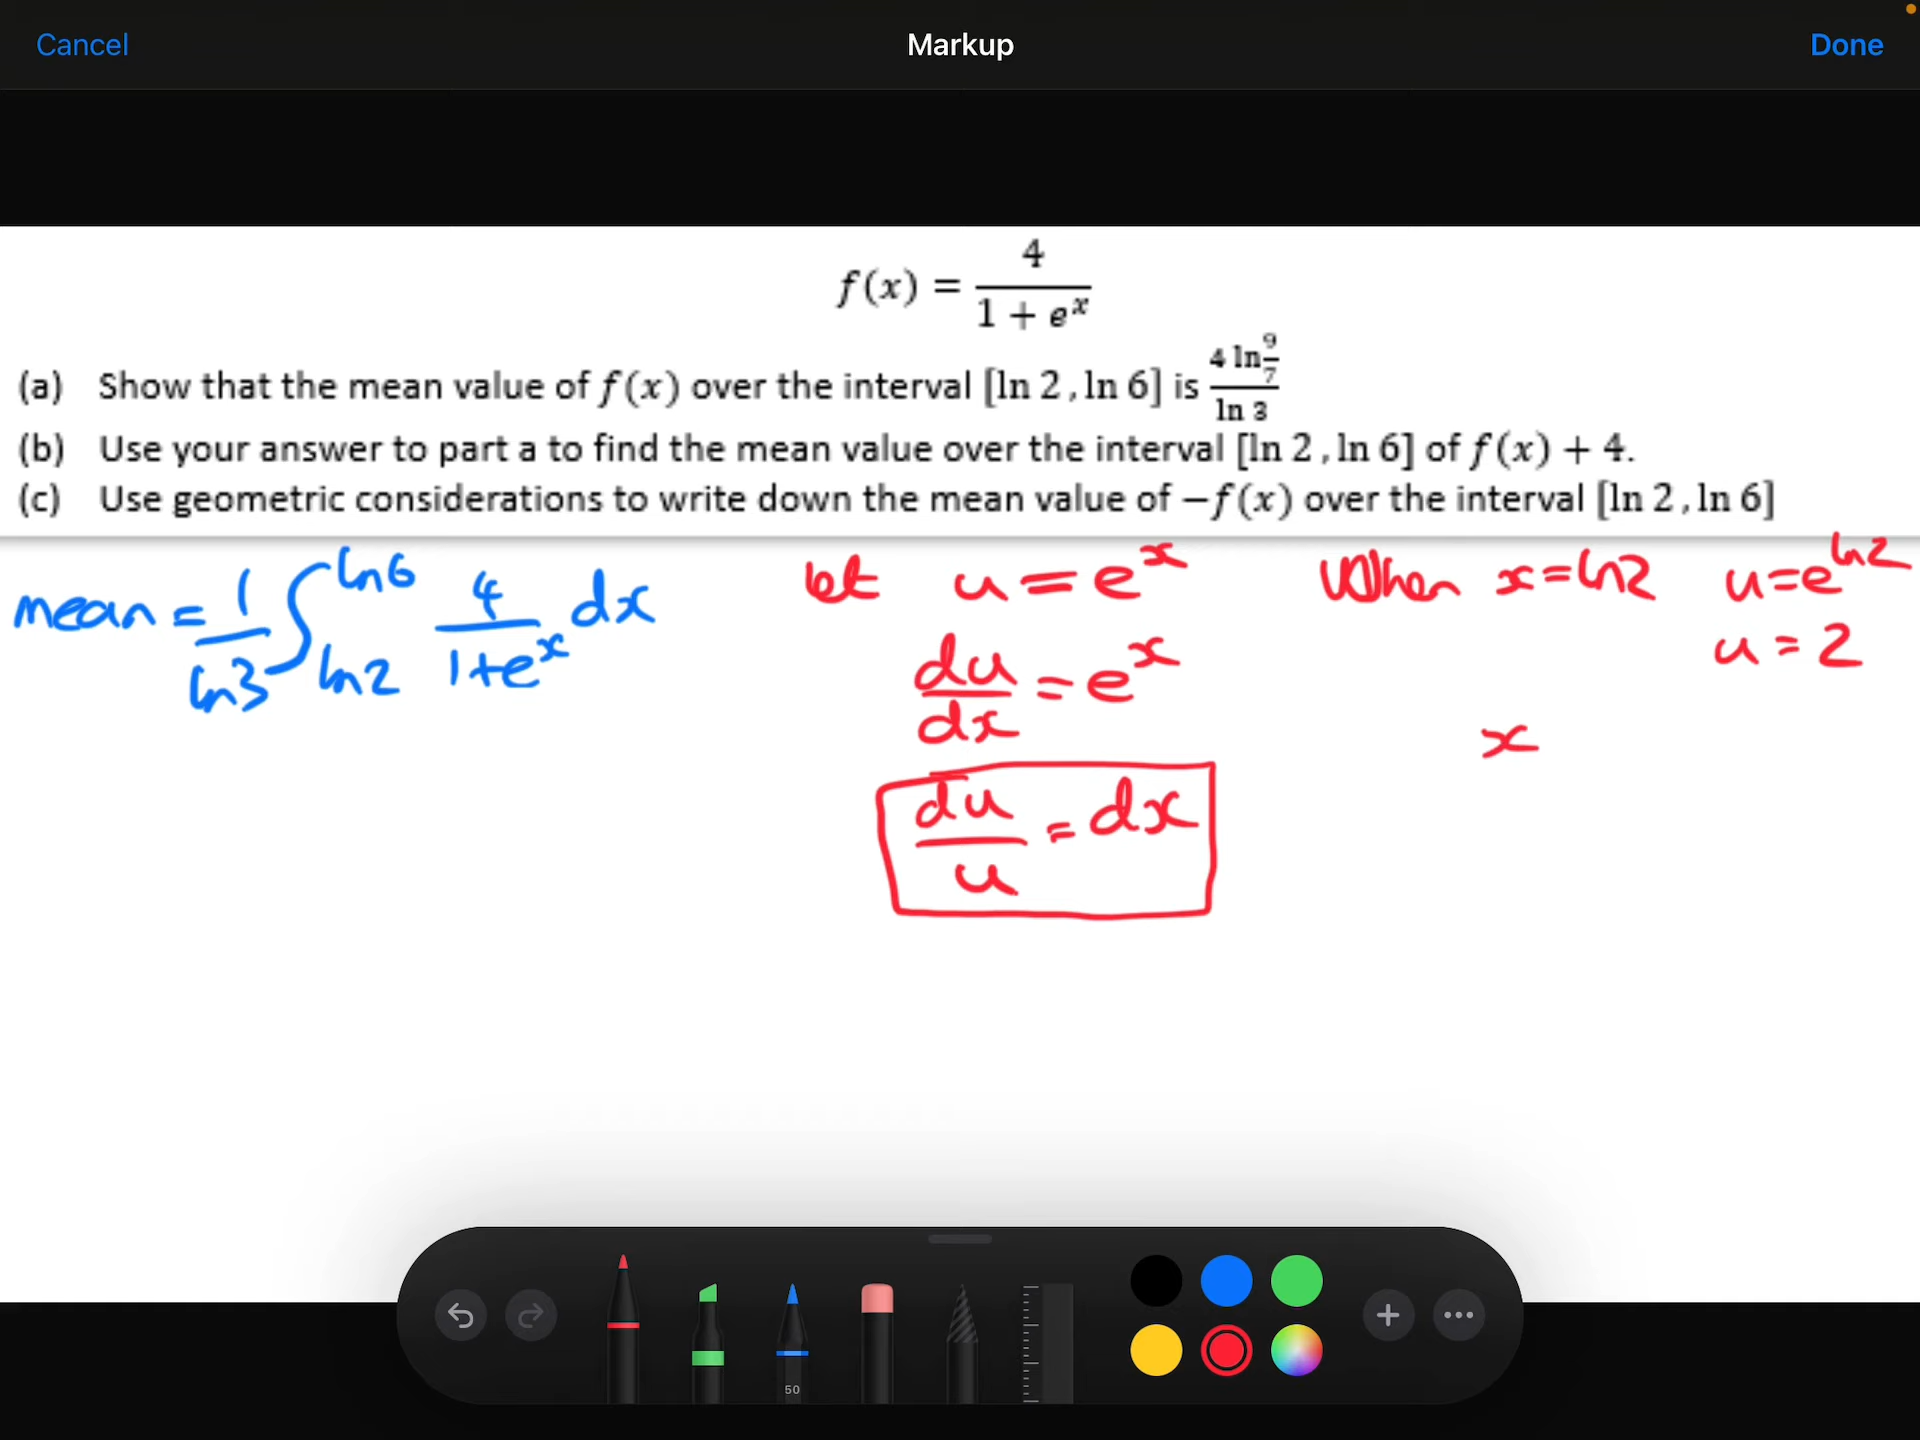 Cancel Markup Done
f(x) = 4/(1 + e^x)
(a) Show that the mean value of f(x) over the interval [ln 2 , ln 6] is (4 ln 9/7)/(ln 3)
(b) Use your answer to part a to find the mean value over the interval [ln 2 , ln 6] of f(x) + 4.
(c) Use geometric considerations to write down the mean value of −f(x) over the interval [ln 2 , ln 6]
mean = 1/ln3 ∫_ln2^ln6 4/(1+e^x) dx
let u = e^x
du/dx = e^x
du/u = dx
When x = ln2 u = e^ln2
u = 2
x
50